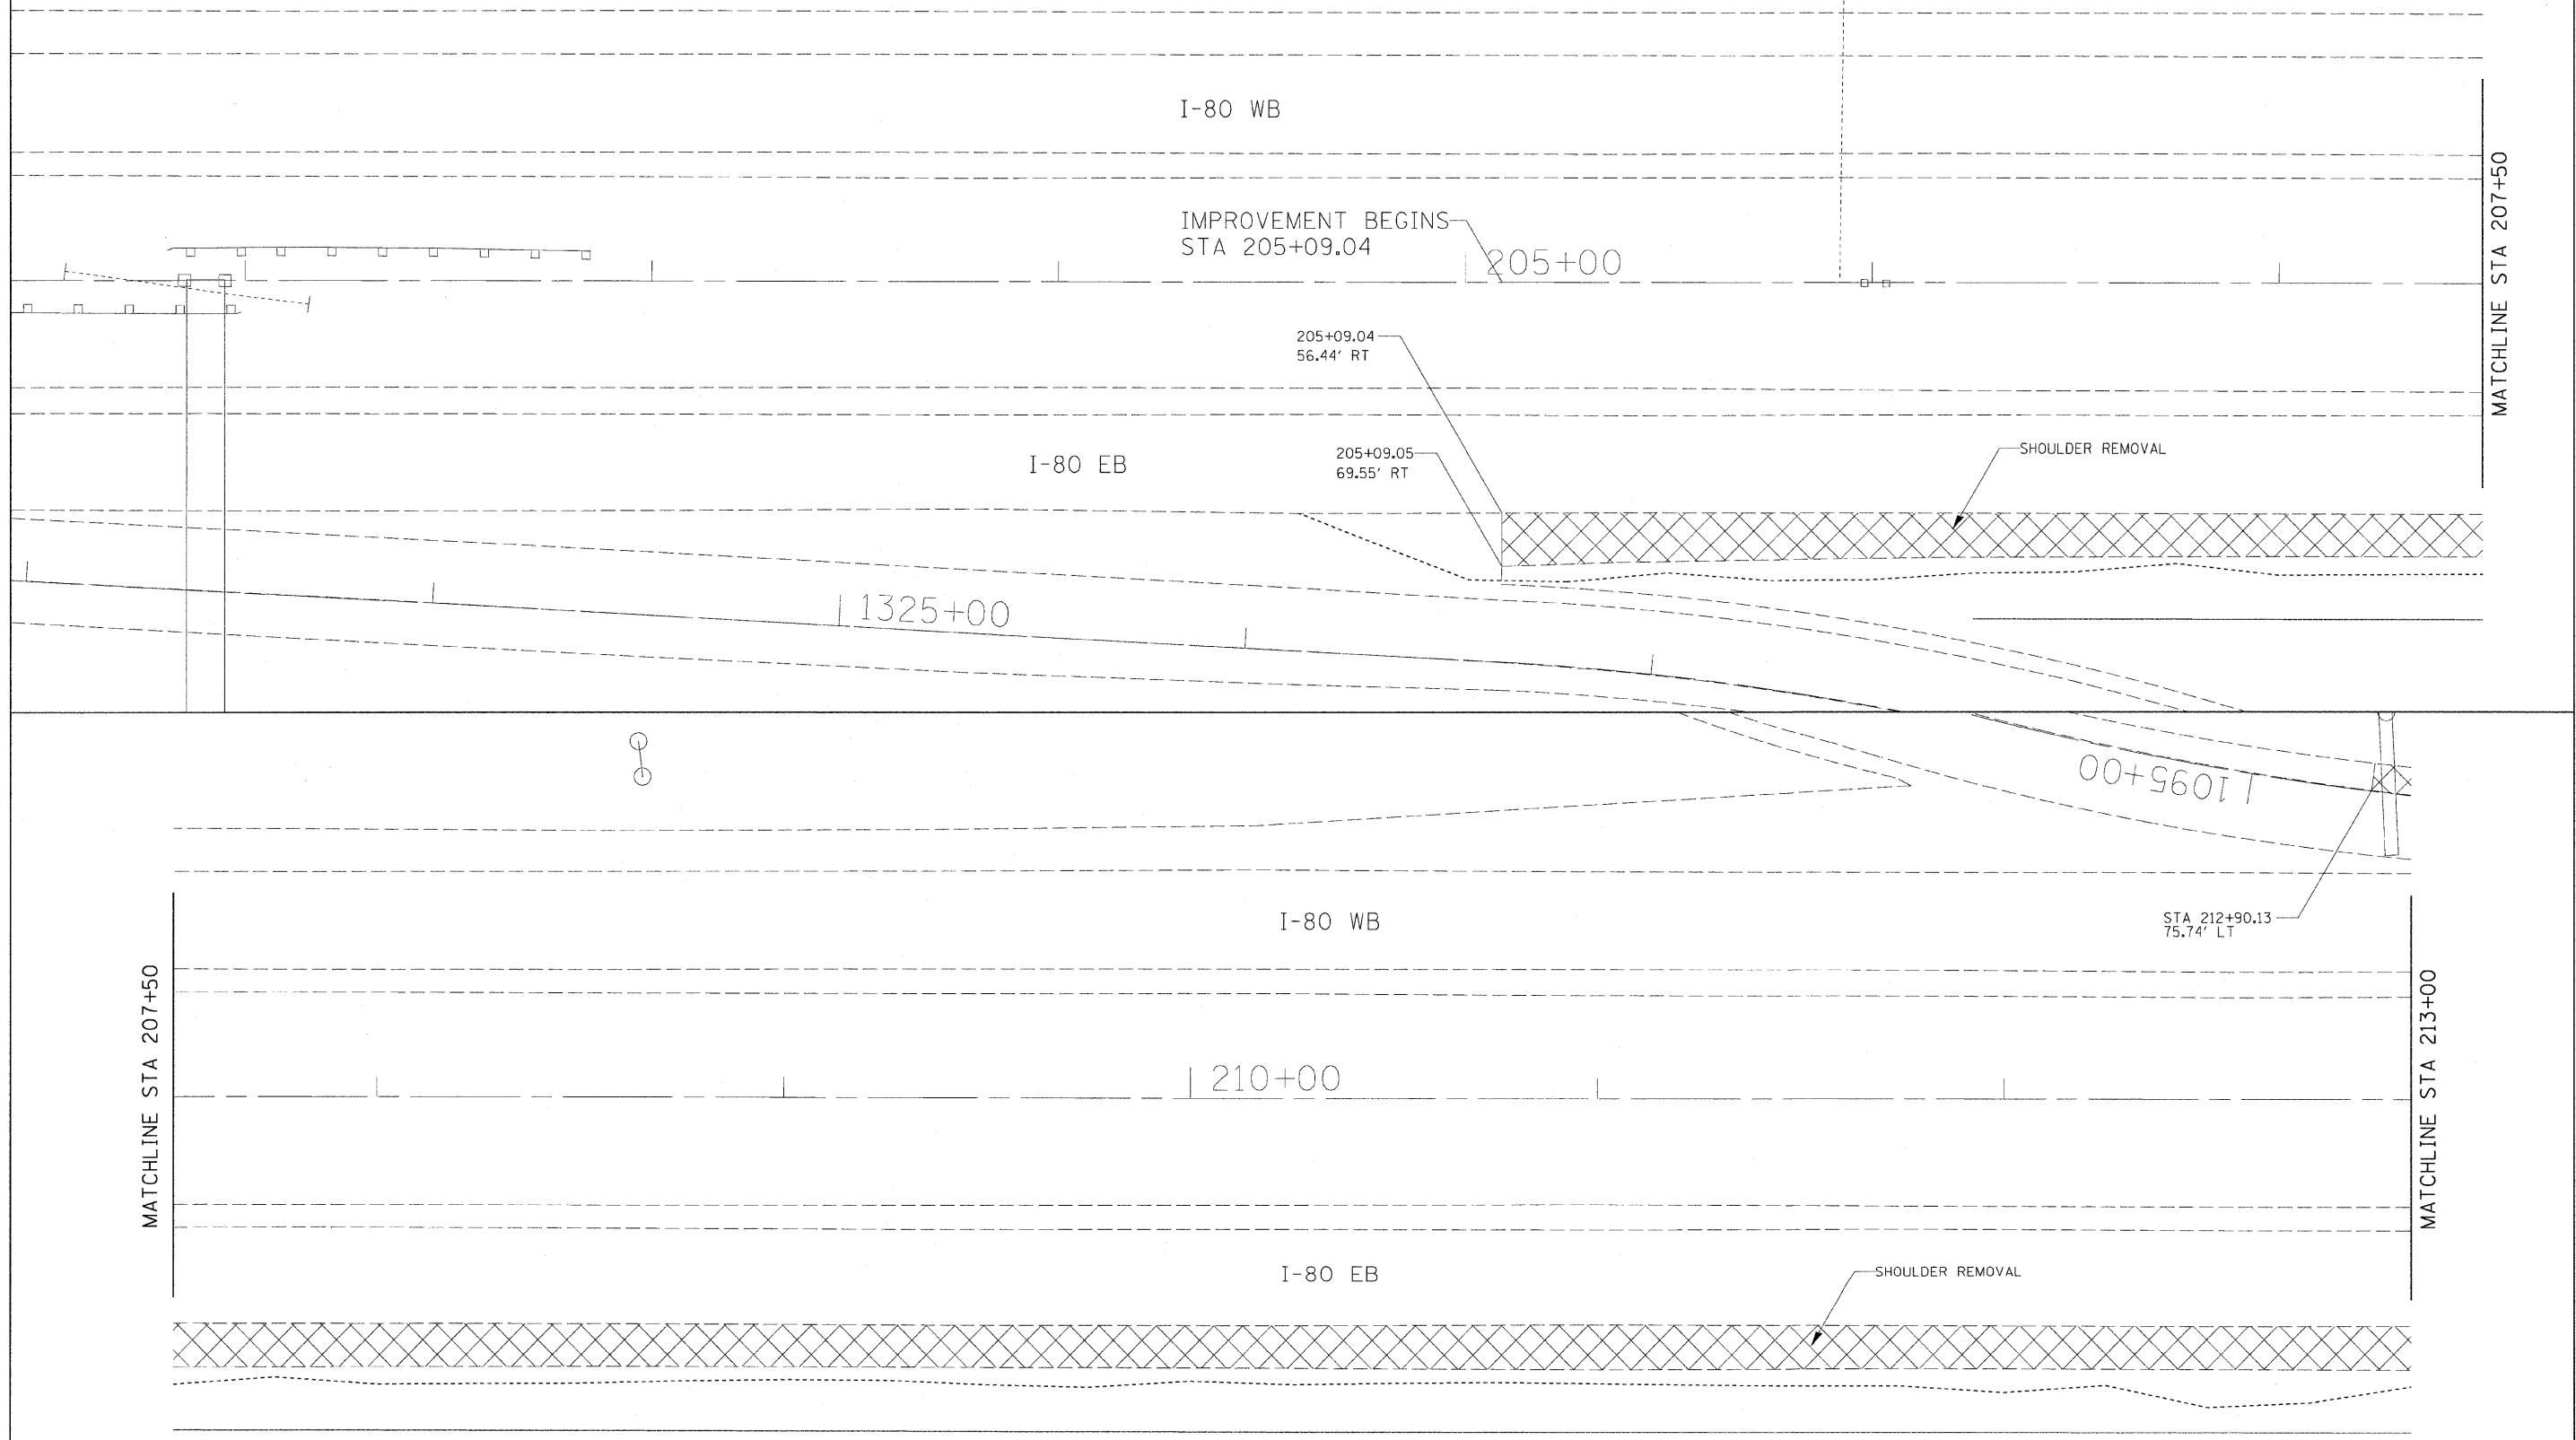 I-80 WB
IMPROVEMENT BEGINS
STA 205+09.04
205+00
MATCHLINE STA 207+50
205+09.04
56.44' RT
205+09.05
69.55' RT
I-80 EB
SHOULDER REMOVAL
1325+00
1095+00
STA 212+90.13
75.74' LT
I-80 WB
MATCHLINE STA 207+50
210+00
MATCHLINE STA 213+00
I-80 EB
SHOULDER REMOVAL